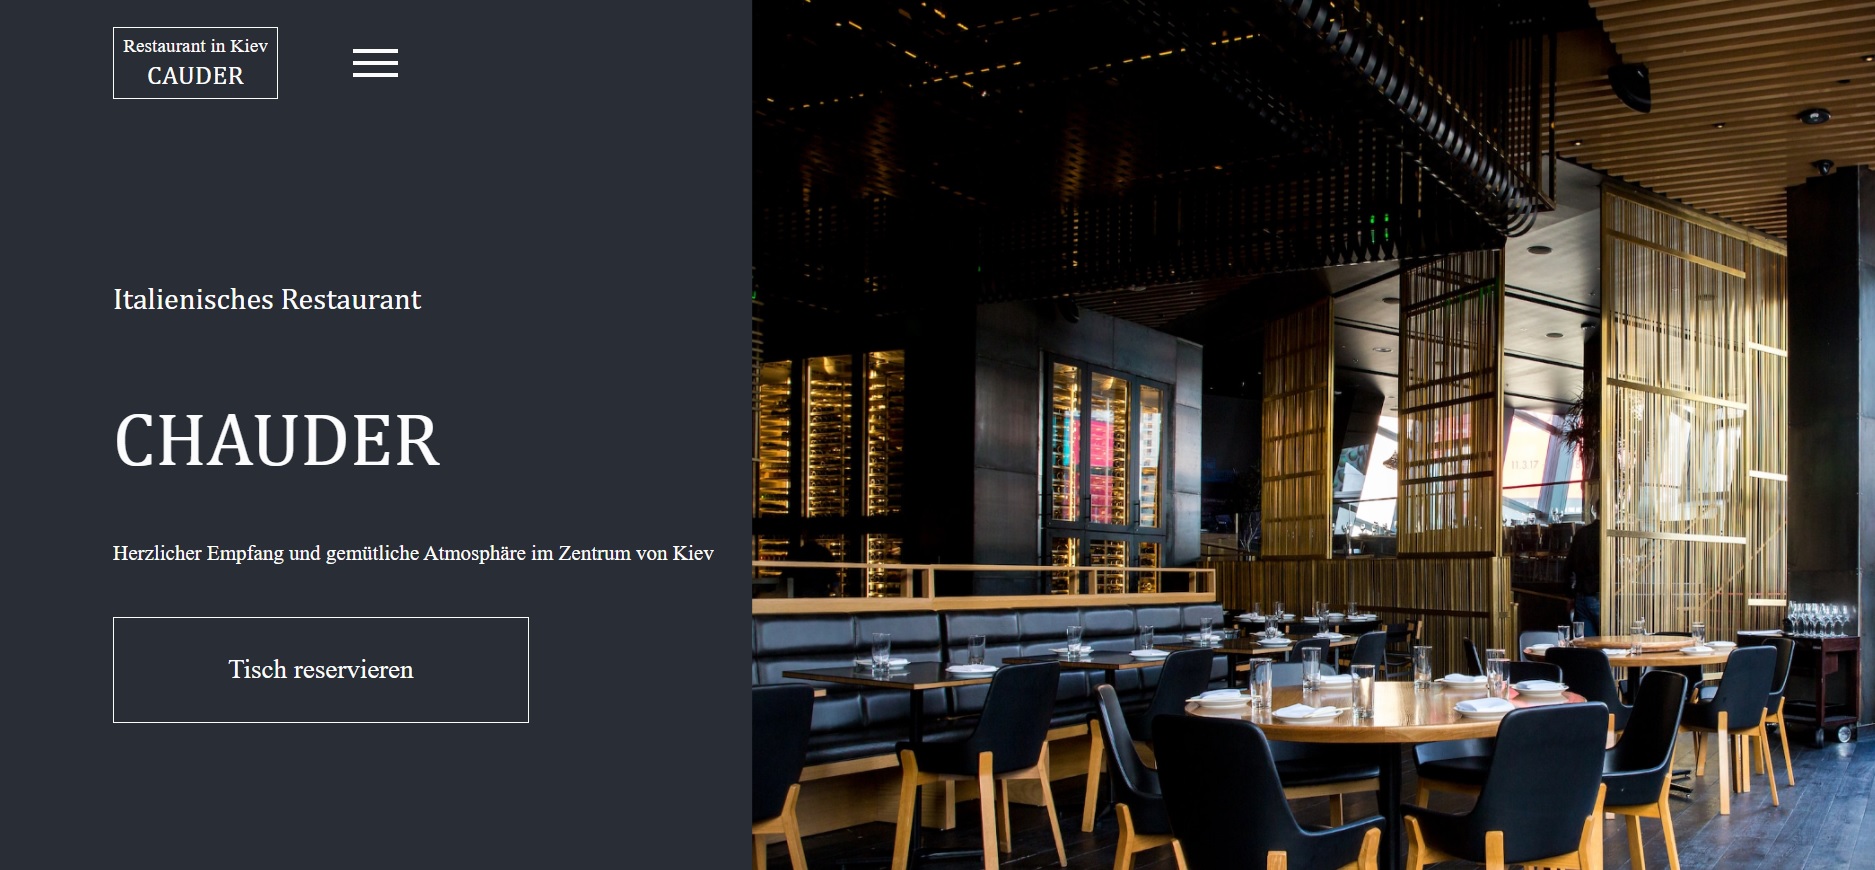 Restaurant in Kiev
CAUDER
Italienisches Restaurant
CHAUDER
Herzlicher Empfang und gemütliche Atmosphäre im Zentrum von Kiev
Tisch reservieren